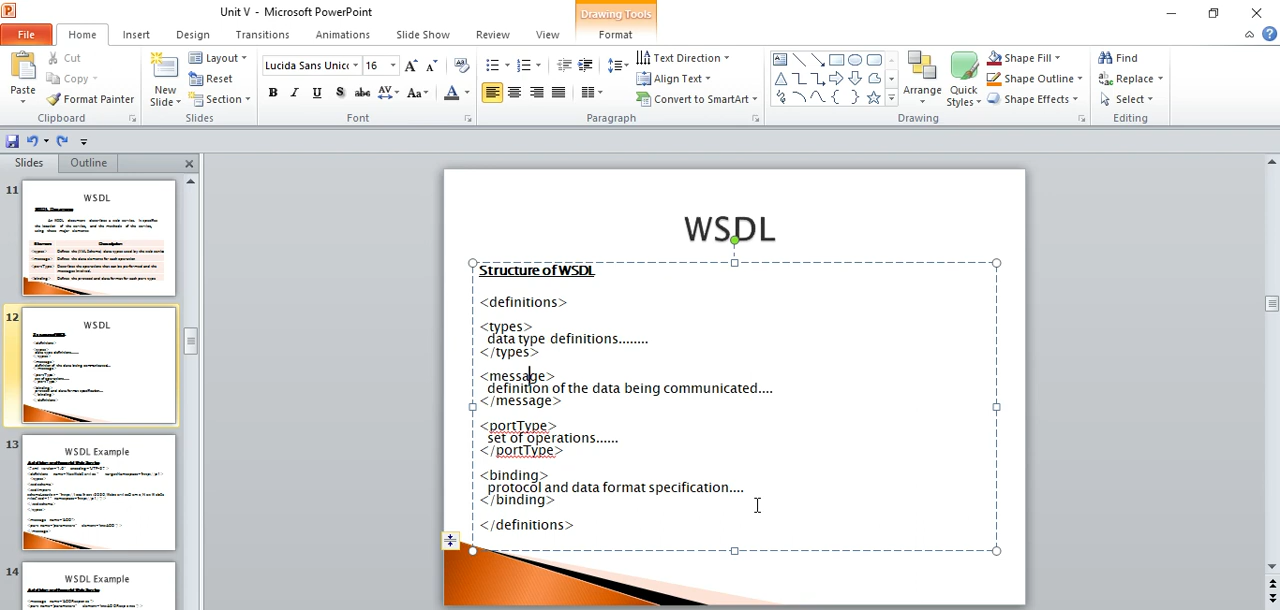 Unit V - Microsoft PowerPoint
Drawing Tools
File Home Insert Design Transitions Animations Slide Show Review View Format
Paste
Cut
Copy
Format Painter
Clipboard
New Slide
Layout
Reset
Section
Slides
Lucida Sans Unic 16
B I U S abc AV Aa A
Font
Text Direction
Align Text
Convert to SmartArt
Paragraph
Arrange
Quick Styles
Shape Fill
Shape Outline
Shape Effects
Drawing
Find
Replace
Select
Editing
Slides Outline
11
WSDL
12
WSDL
13
WSDL Example
14
WSDL Example
WSDL
Structure of WSDL
<definitions>
<types>
data type definitions........
</types>
<message>
definition of the data being communicated....
</message>
<portType>
set of operations......
</portType>
<binding>
protocol and data format specification....
</binding>
</definitions>